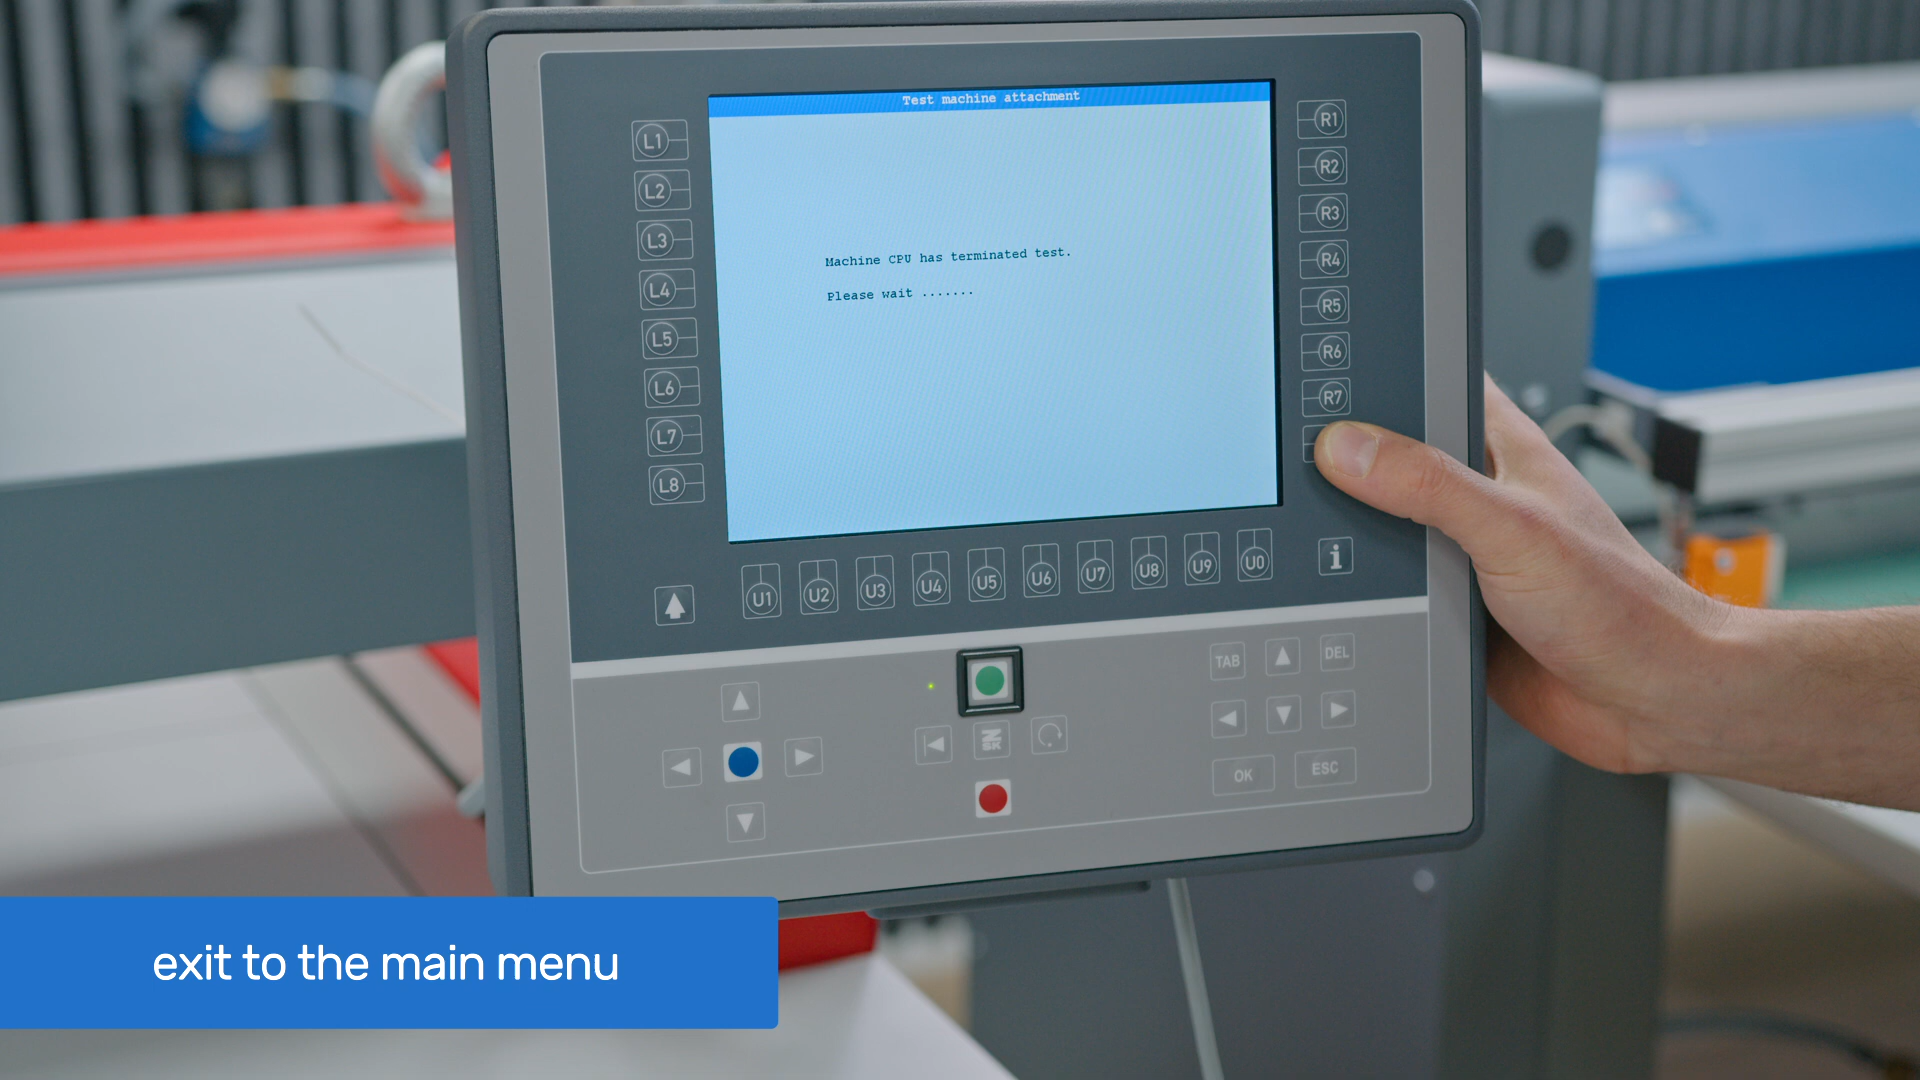 Test machine attachment
L1
R1
L2
R2
L3
R3
Machine CPU has terminated test.
L4
R4
Please wait .......
L5
R5
L6
R6
L7
R7
L8
U1 U2 U3 U4 U5 U6 U7 U8 U9 U0
i
TAB DEL
ZSK
OK ESC
exit to the main menu